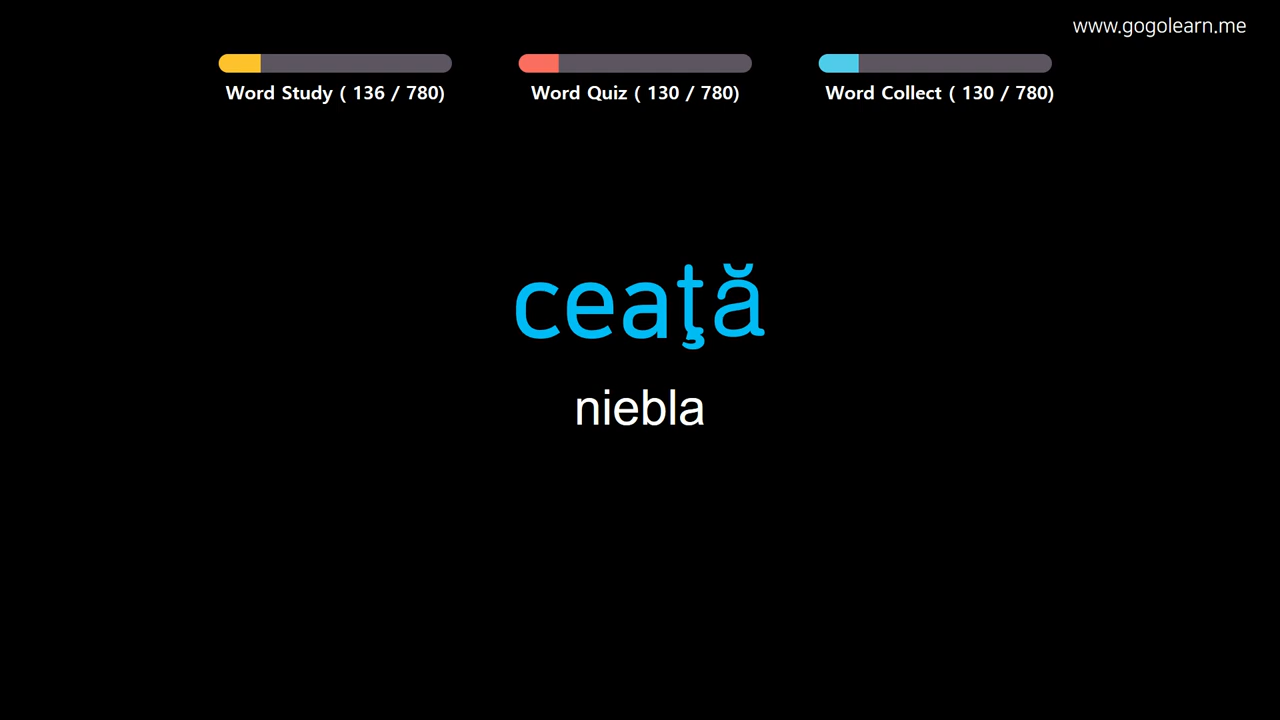 www.gogolearn.me
Word Study ( 136 / 780)
Word Quiz ( 130 / 780)
Word Collect ( 130 / 780)
ceaţă
niebla